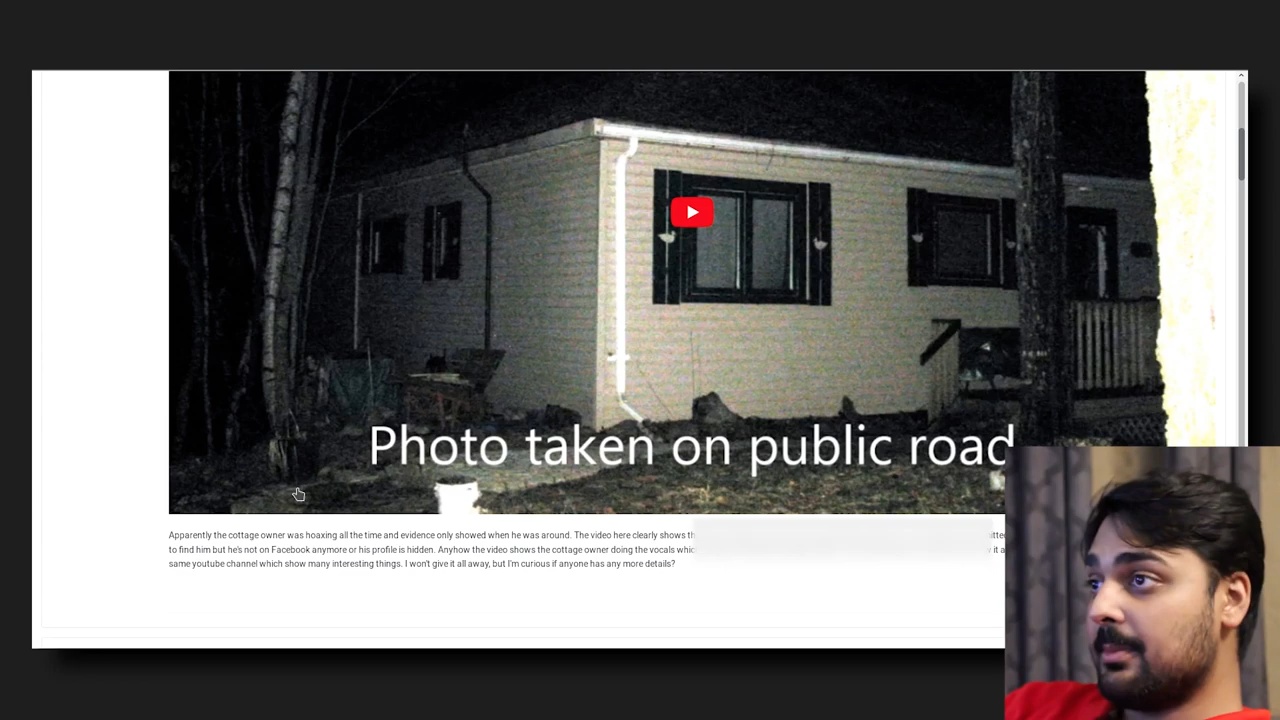 Photo taken on public road
Apparently the cottage owner was hoaxing all the time and evidence only showed when he was around. The video here clearly shows
to find him but he's not on Facebook anymore or his profile is hidden. Anyhow the video shows the cottage owner doing the vocals
same youtube channel which show many interesting things. I won't give it all away, but I'm curious if anyone has any more details?